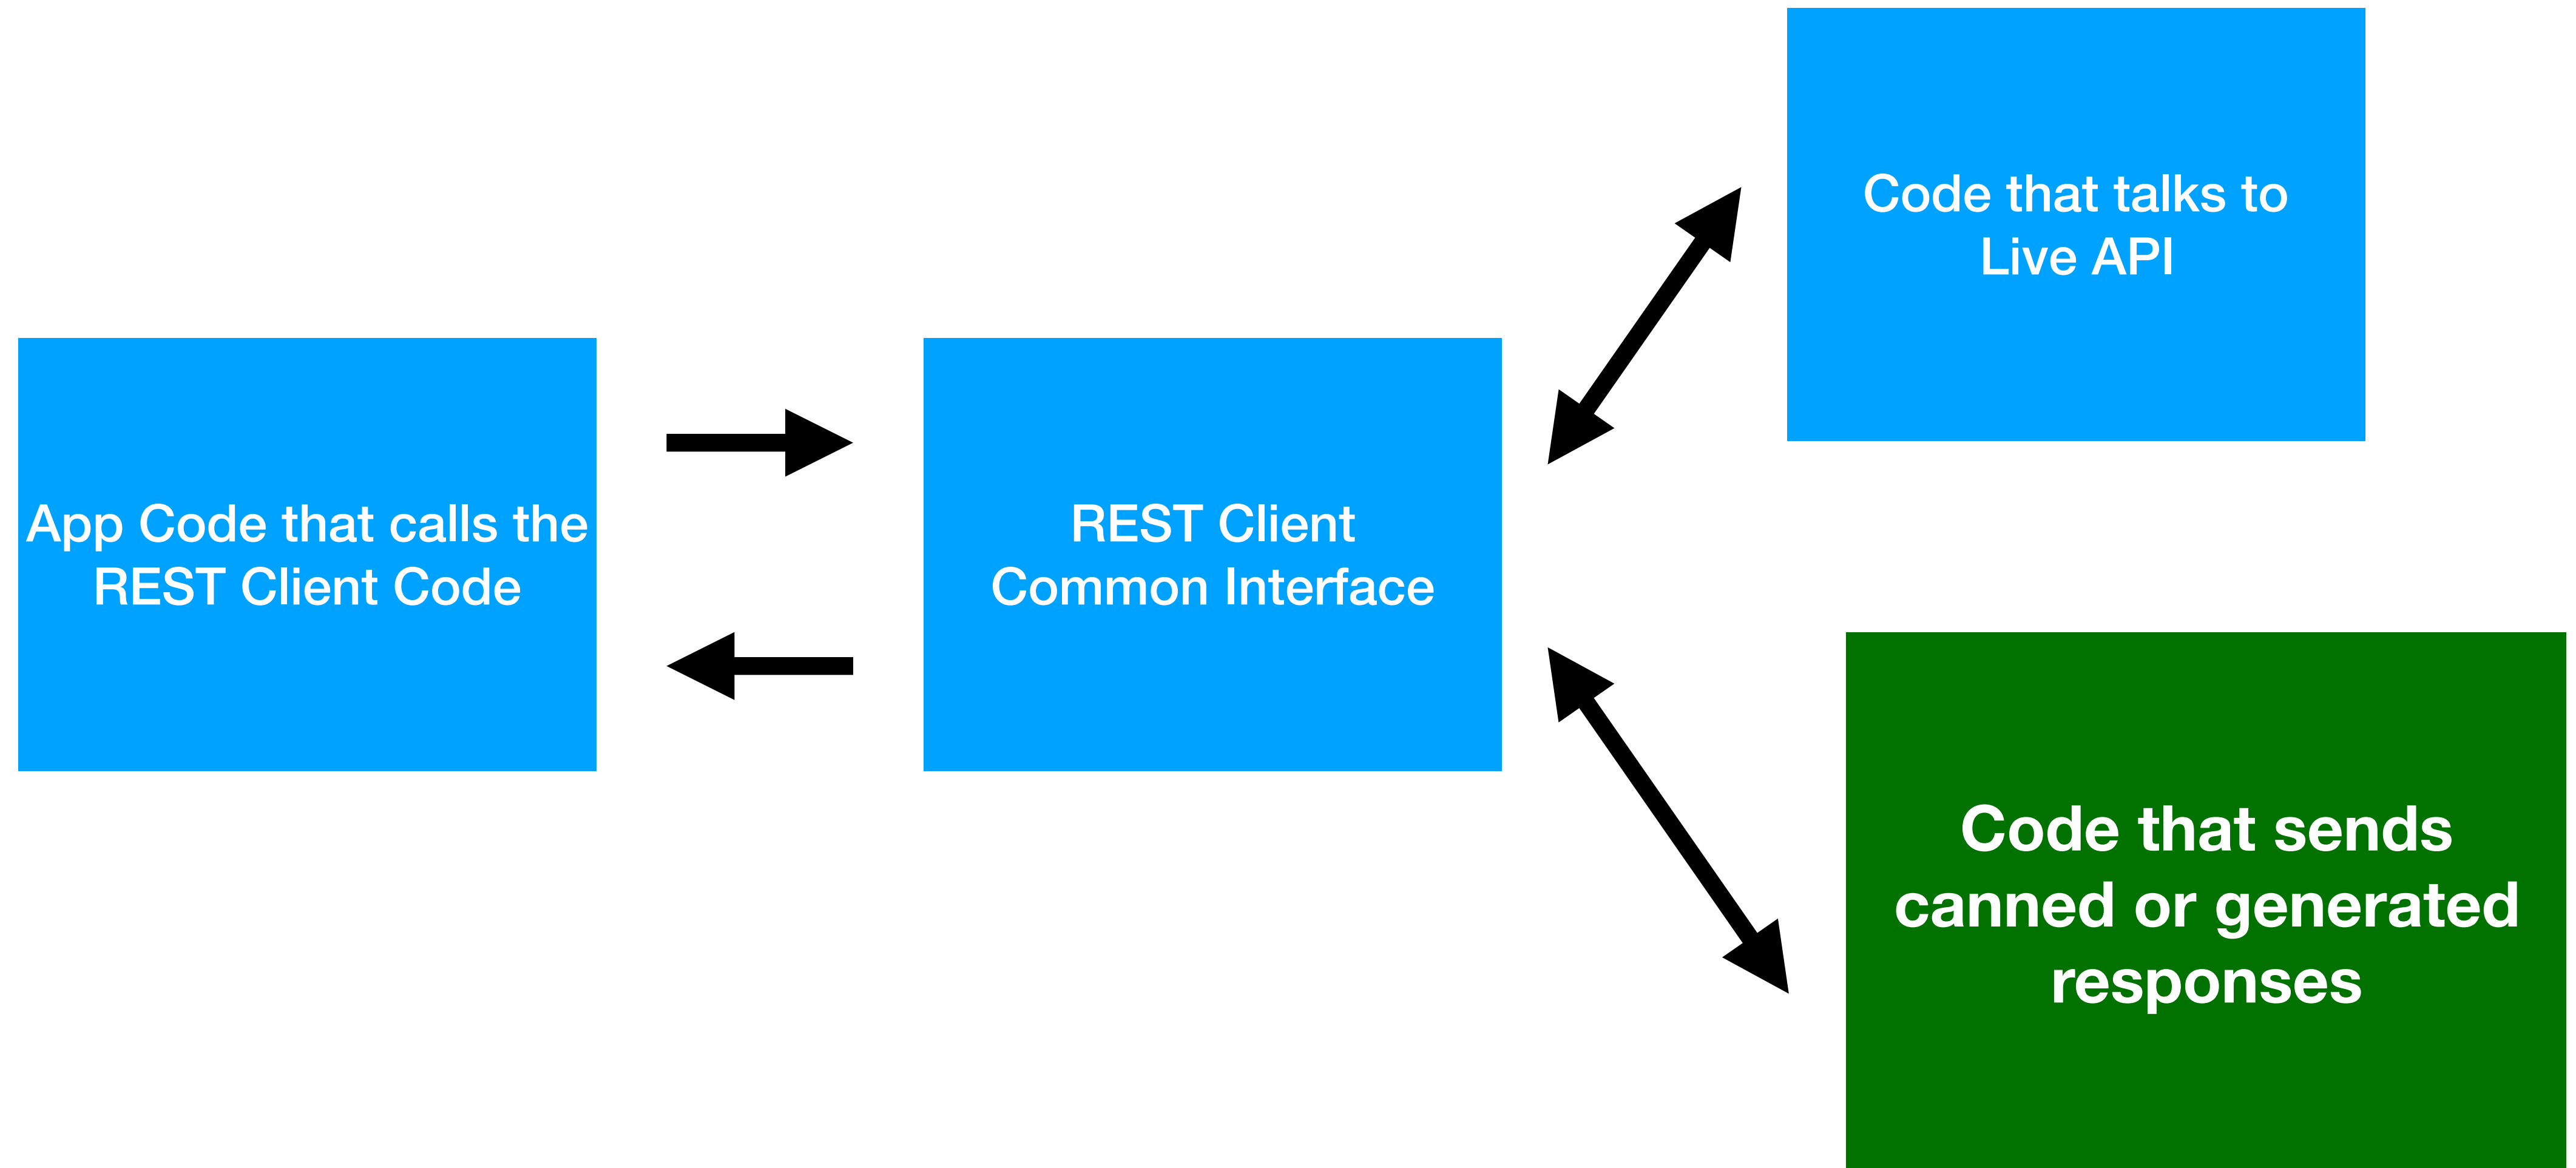 App Code that calls the
REST Client Code
REST Client
Common Interface
Code that talks to
Live API
Code that sends
canned or generated
responses